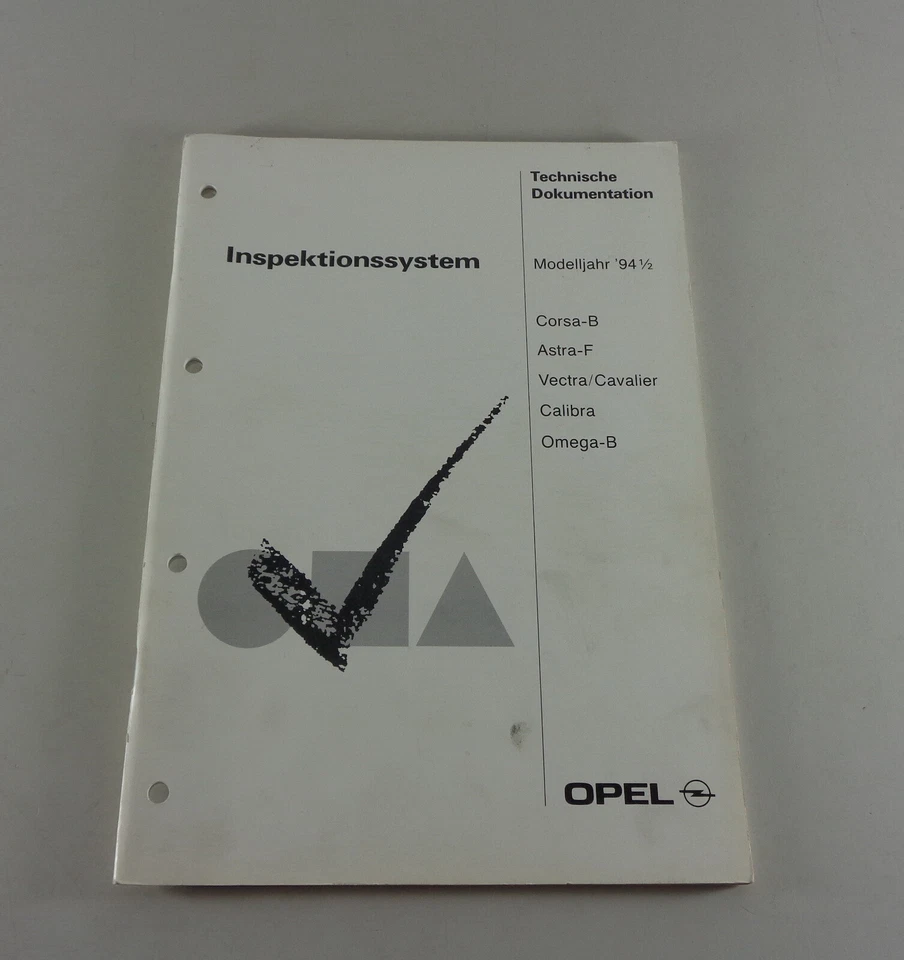 Technische
Dokumentation
Inspektionssystem
Modelljahr '94 ½
Corsa-B
Astra-F
Vectra/Cavalier
Calibra
Omega-B
OPEL